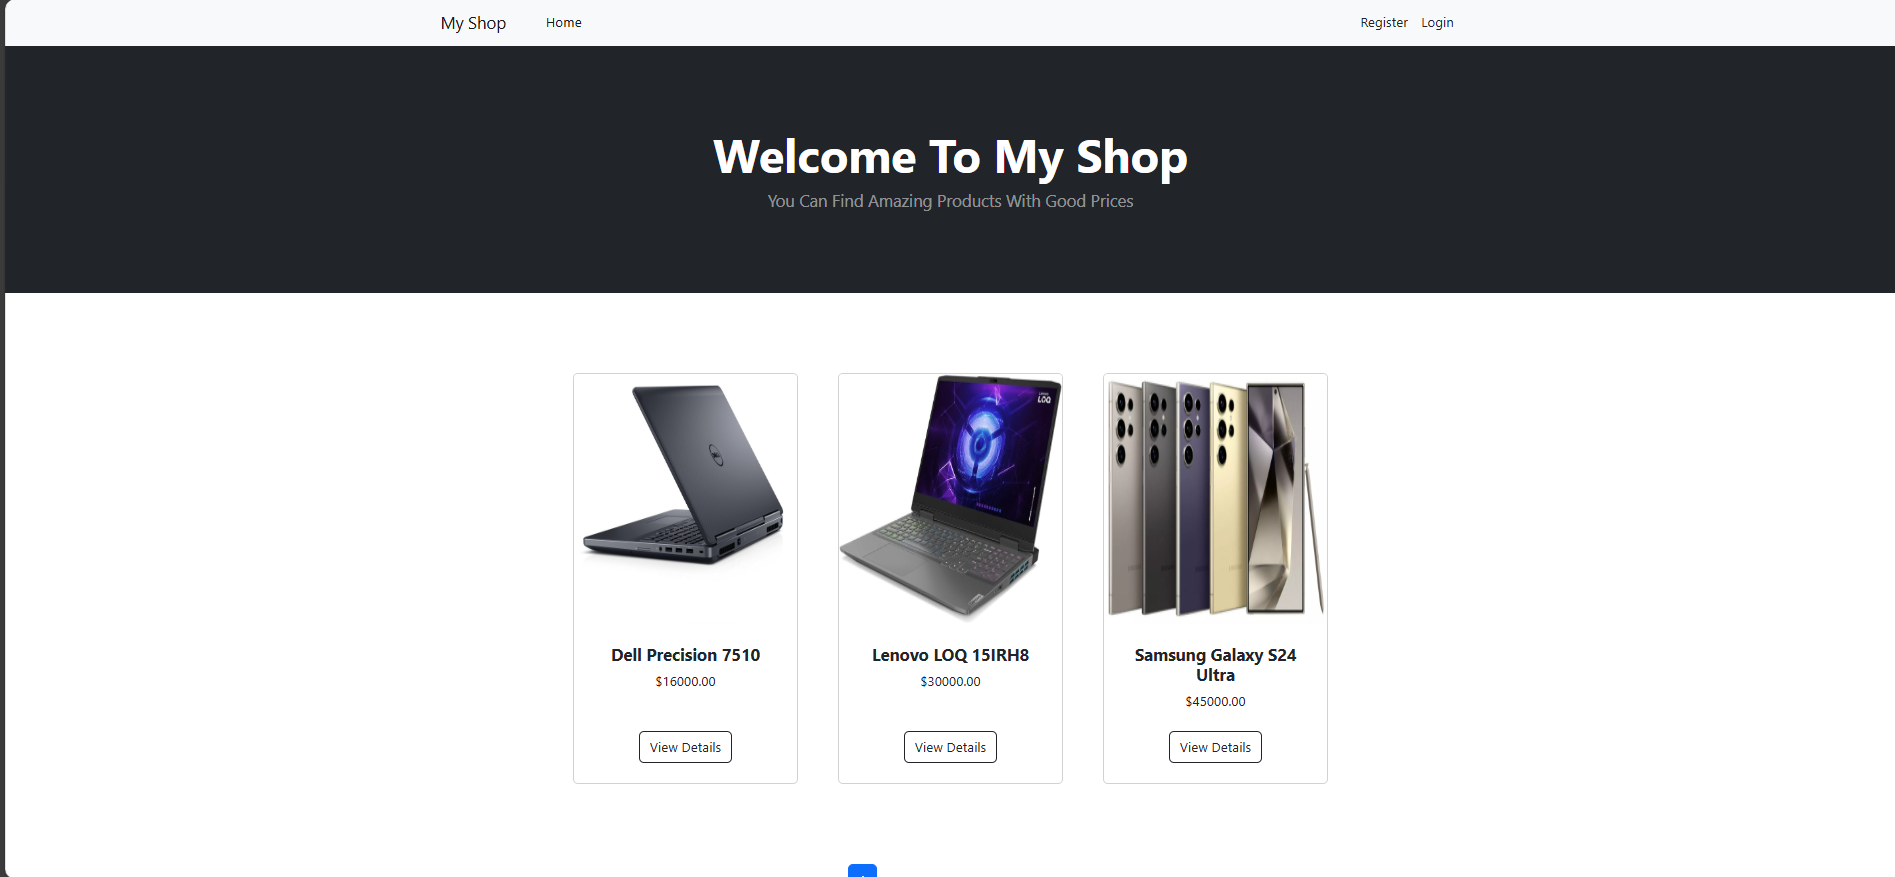 My Shop Home Register Login
Welcome To My Shop
You Can Find Amazing Products With Good Prices
LOQ
Dell Precision 7510
$16000.00
View Details
Lenovo LOQ 15IRH8
$30000.00
View Details
Samsung Galaxy S24
Ultra
$45000.00
View Details